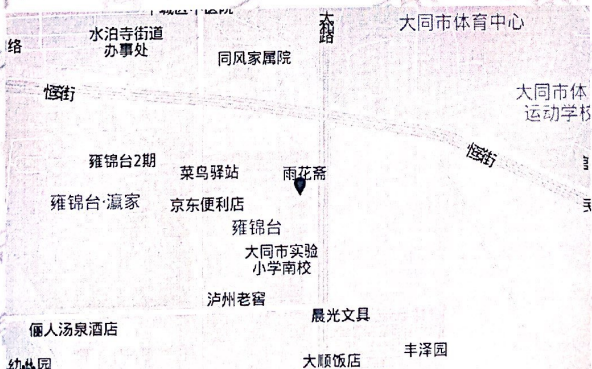 大
路
大同市体育中心
水泊寺街道
办事处
络
同风家属院
恒街
大同市体
运动学校
恒街
雍锦台2期
菜鸟驿站
雨花斋
雍锦台·瀛家
京东便利店
雍锦台
大同市实验
小学南校
泸州老窖
晨光文具
俪人汤泉酒店
丰泽园
大顺饭店
幼儿园